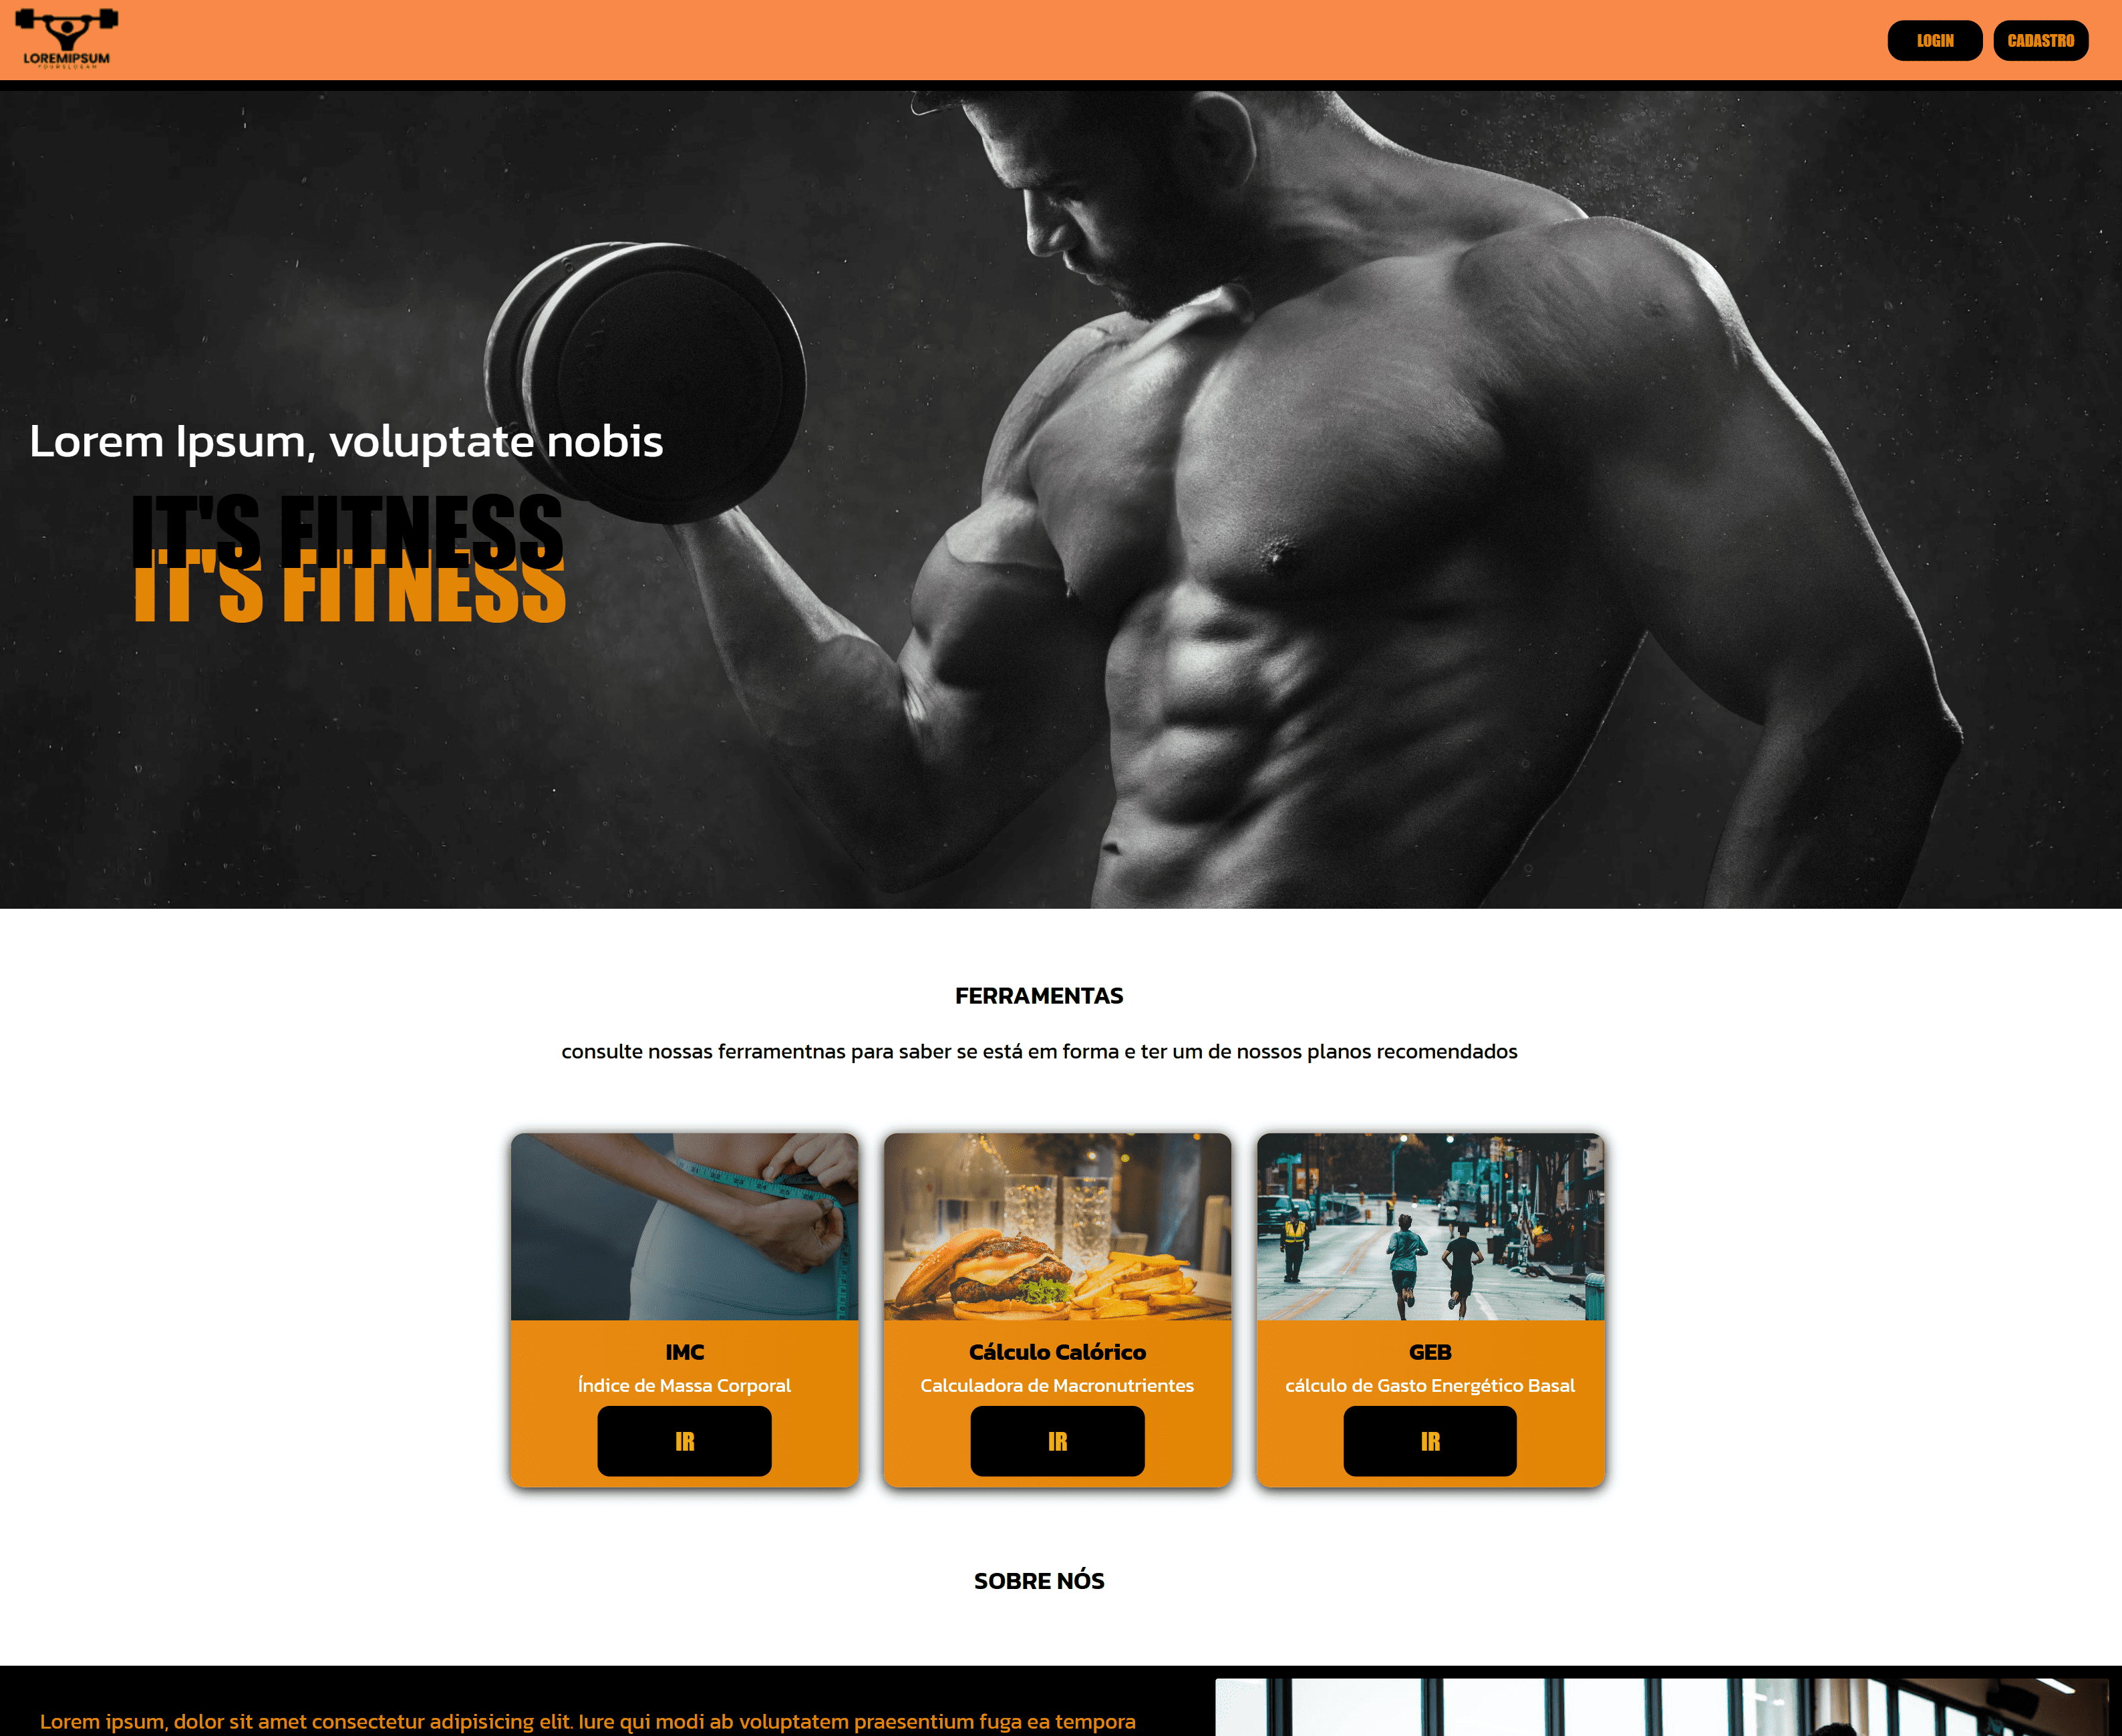 LOREMIPSUM
YOURSLOGAN
LOGIN
CADASTRO
Lorem Ipsum, voluptate nobis
IT'S FITNESS
IT'S FITNESS
FERRAMENTAS
consulte nossas ferramentnas para saber se está em forma e ter um de nossos planos recomendados
IMC
Índice de Massa Corporal
IR
Cálculo Calórico
Calculadora de Macronutrientes
IR
GEB
cálculo de Gasto Energético Basal
IR
SOBRE NÓS
Lorem ipsum, dolor sit amet consectetur adipisicing elit. Iure qui modi ab voluptatem praesentium fuga ea tempora